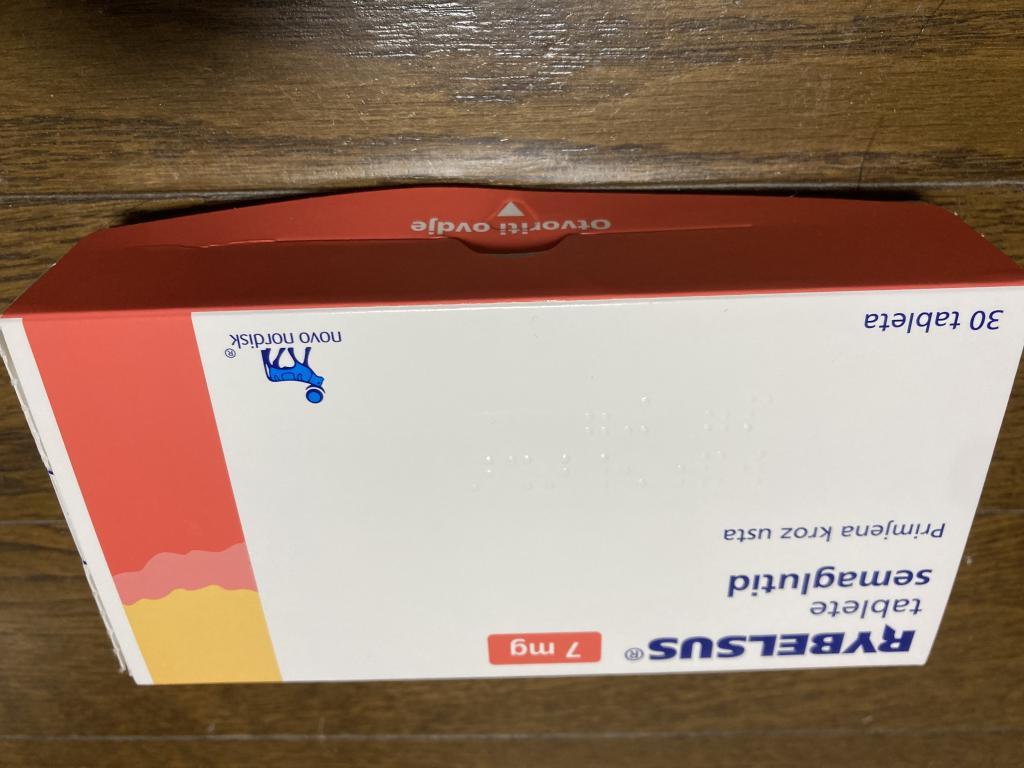 RYBELSUS® 7 mg
tablete
semaglutid
Primjena kroz usta
30 tableta
novo nordisk®
Otvoriti ovdje